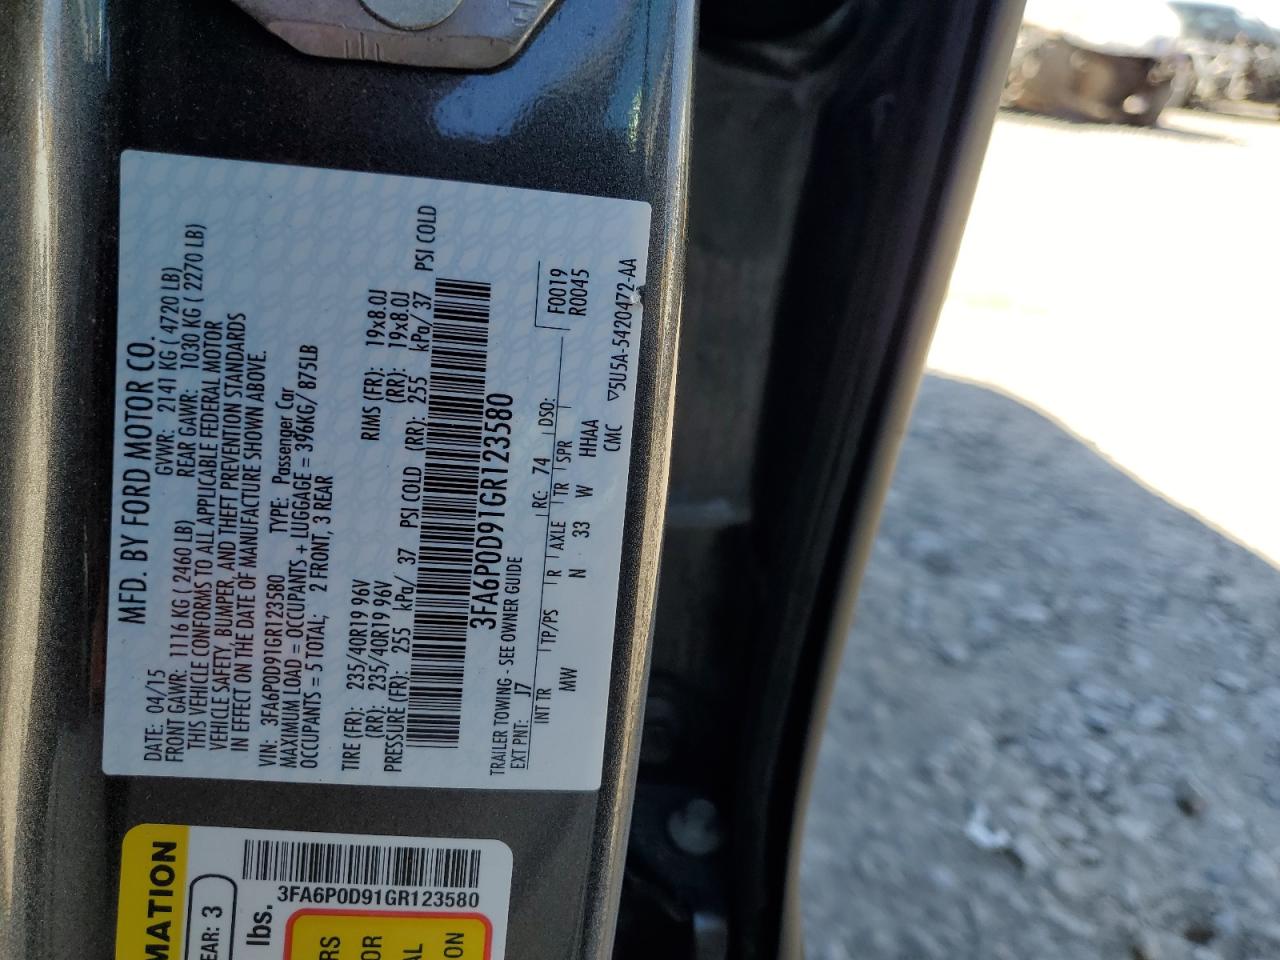 MFD. BY FORD MOTOR CO.
DATE: 04/15 GVWR: 2141 KG ( 4720 LB)
FRONT GAWR: 1116 KG ( 2460 LB) REAR GAWR: 1030 KG ( 2270 LB)
THIS VEHICLE CONFORMS TO ALL APPLICABLE FEDERAL MOTOR
VEHICLE SAFETY, BUMPER, AND THEFT PREVENTION STANDARDS
IN EFFECT ON THE DATE OF MANUFACTURE SHOWN ABOVE.
VIN: 3FA6P0D91GR123580 TYPE: Passenger Car
MAXIMUM LOAD = OCCUPANTS + LUGGAGE = 396KG/ 875LB
OCCUPANTS = 5 TOTAL; 2 FRONT, 3 REAR
TIRE (FR): 235/40R19 96V RIMS (FR): 19x8.0J
(RR): 235/40R19 96V (RR): 19x8.0J
PRESSURE (FR): 255 kPa/ 37 PSI COLD (RR): 255 kPa/ 37 PSI COLD
3FA6P0D91GR123580
TRAILER TOWING - SEE OWNER GUIDE
EXT PNT: J7 RC: 74 DSO: F0019
INT TR TP/PS R AXLE TR SPR R0045
MW N 33 W HHAA
CMC ▽5U5A-5420472-AA
MATION
EAR: 3
lbs.
3FA6P0D91GR123580
RS
OR
AL
ON